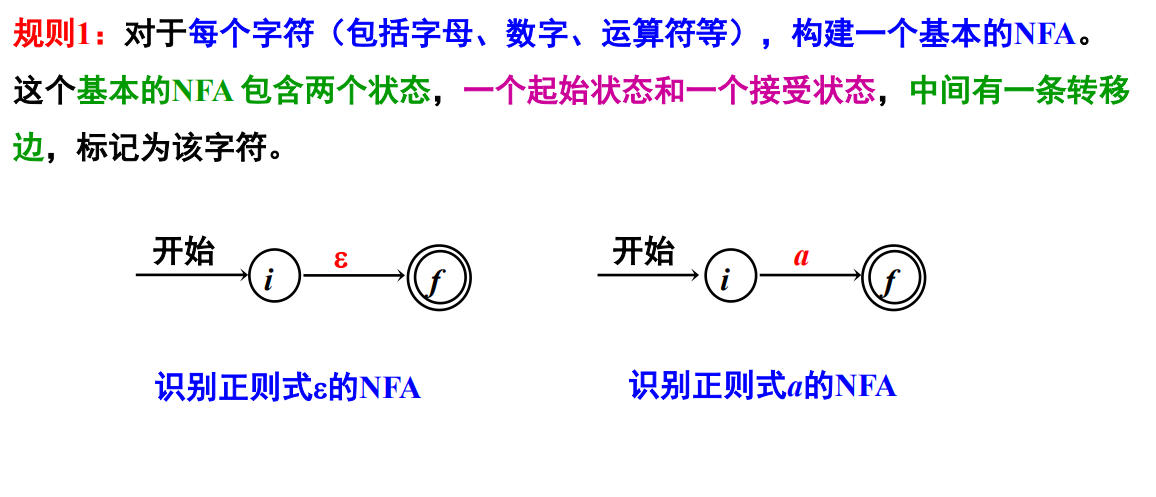 规则1：对于每个字符（包括字母、数字、运算符等），构建一个基本的NFA。
这个基本的NFA 包含两个状态，一个起始状态和一个接受状态，中间有一条转移
边，标记为该字符。
开始 i ε f
开始 i a f
识别正则式ε的NFA
识别正则式a的NFA